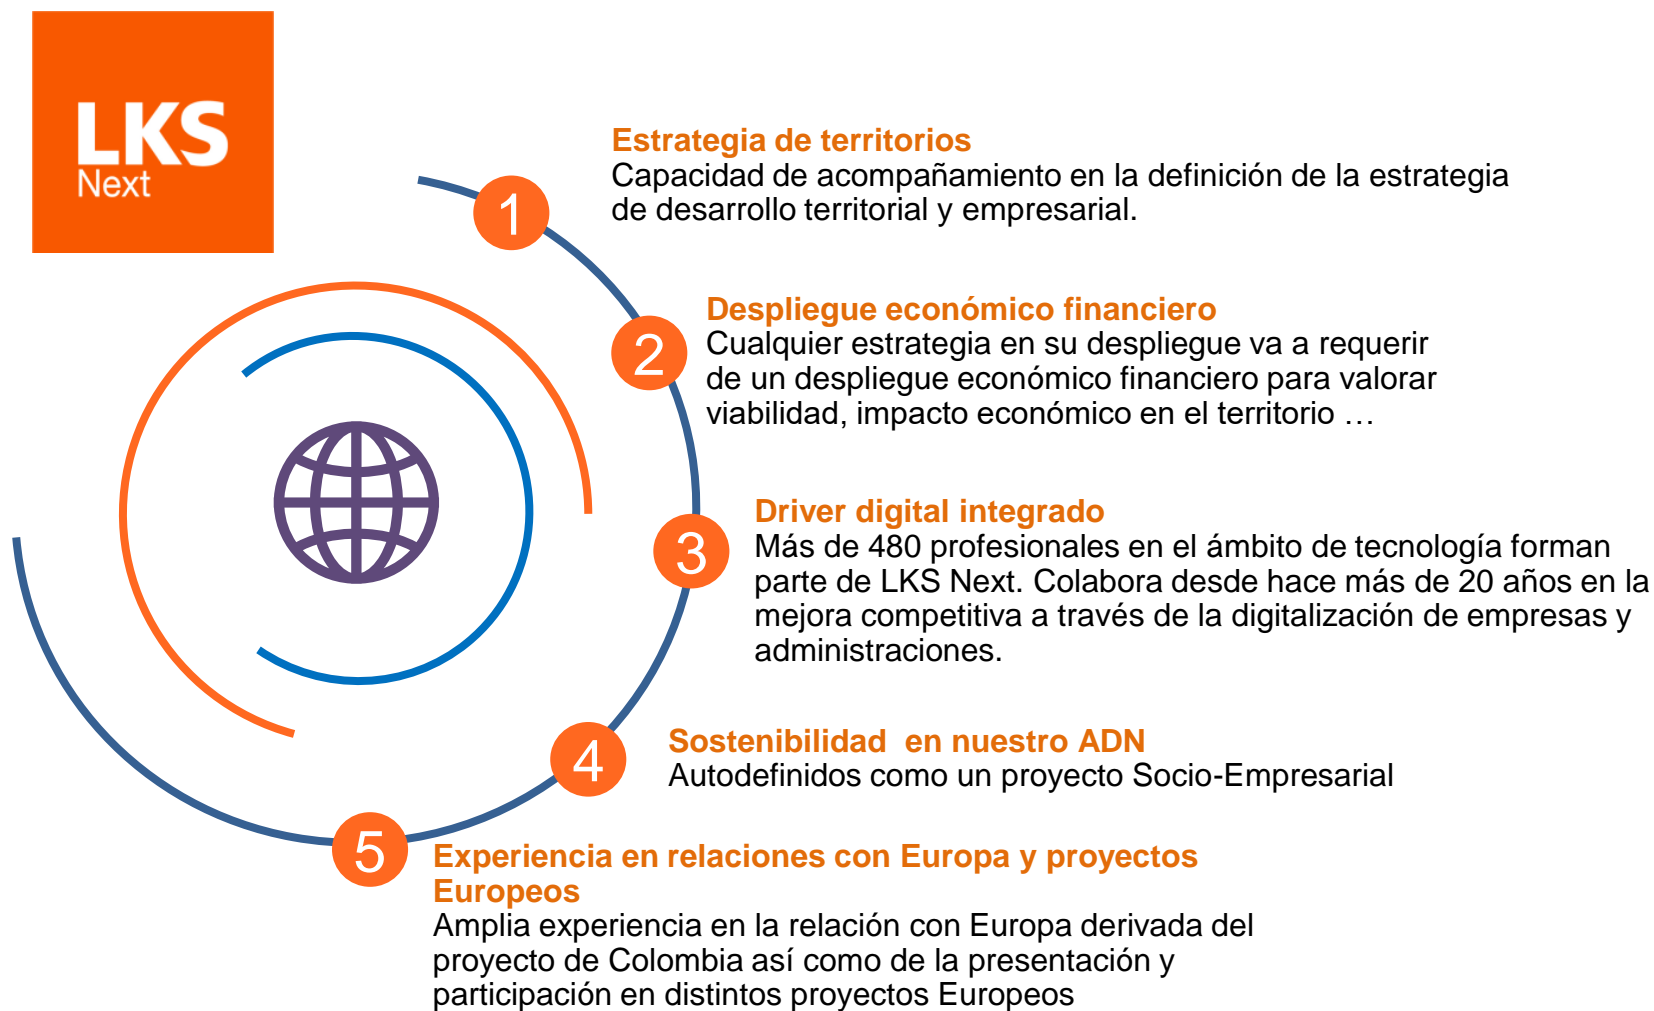 LKS
Next
1
Estrategia de territorios
Capacidad de acompañamiento en la definición de la estrategia
de desarrollo territorial y empresarial.
2
Despliegue económico financiero
Cualquier estrategia en su despliegue va a requerir
de un despliegue económico financiero para valorar
viabilidad, impacto económico en el territorio …
3
Driver digital integrado
Más de 480 profesionales en el ámbito de tecnología forman
parte de LKS Next. Colabora desde hace más de 20 años en la
mejora competitiva a través de la digitalización de empresas y
administraciones.
4
Sostenibilidad  en nuestro ADN
Autodefinidos como un proyecto Socio-Empresarial
5
Experiencia en relaciones con Europa y proyectos
Europeos
Amplia experiencia en la relación con Europa derivada del
proyecto de Colombia así como de la presentación y
participación en distintos proyectos Europeos